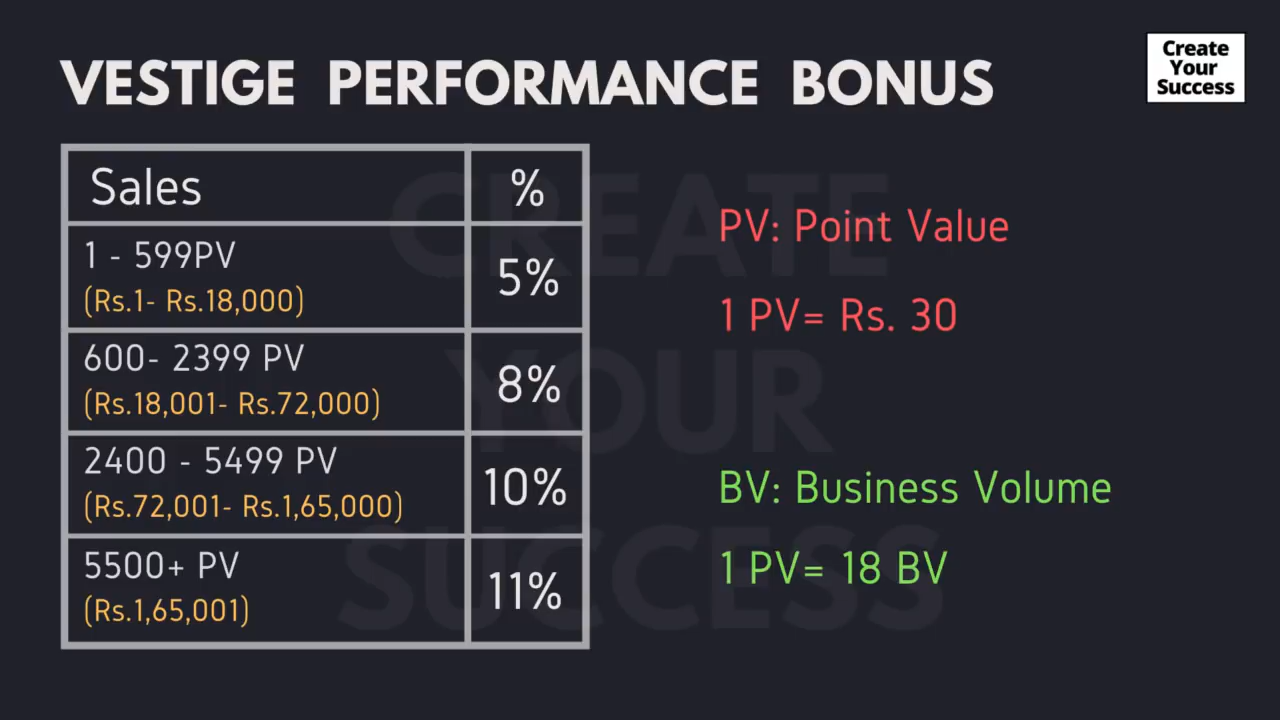 VESTIGE PERFORMANCE BONUS
Create
Your
Success
Sales %
1 - 599PV
(Rs.1- Rs.18,000)
5%
600- 2399 PV
(Rs.18,001- Rs.72,000)
8%
2400 - 5499 PV
(Rs.72,001- Rs.1,65,000)
10%
5500+ PV
(Rs.1,65,001)
11%
PV: Point Value
1 PV= Rs. 30
BV: Business Volume
1 PV= 18 BV
CREATE
YOUR
SUCCESS